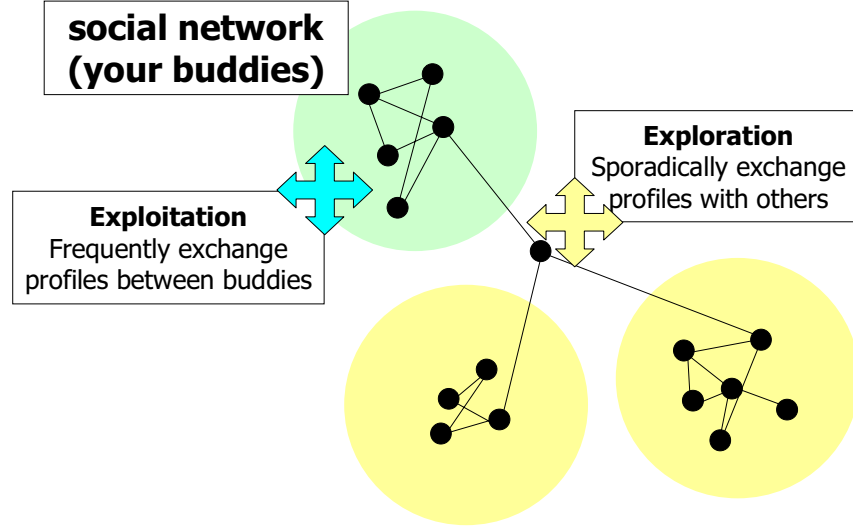 social network
(your buddies)
Exploration
Sporadically exchange
profiles with others
Exploitation
Frequently exchange
profiles between buddies